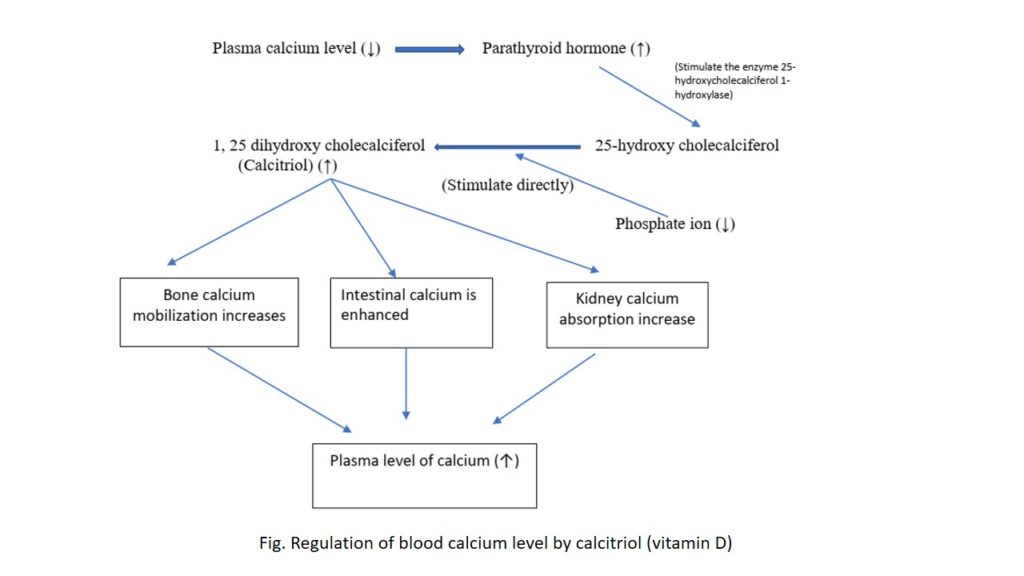 Plasma calcium level (↓)
Parathyroid hormone (↑)
(Stimulate the enzyme 25-
hydroxycholecalciferol 1-
hydroxylase)
1, 25 dihydroxy cholecalciferol
(Calcitriol) (↑)
25-hydroxy cholecalciferol
(Stimulate directly)
Phosphate ion (↓)
Bone calcium
mobilization increases
Intestinal calcium is
enhanced
Kidney calcium
absorption increase
Plasma level of calcium (↑)
Fig. Regulation of blood calcium level by calcitriol (vitamin D)